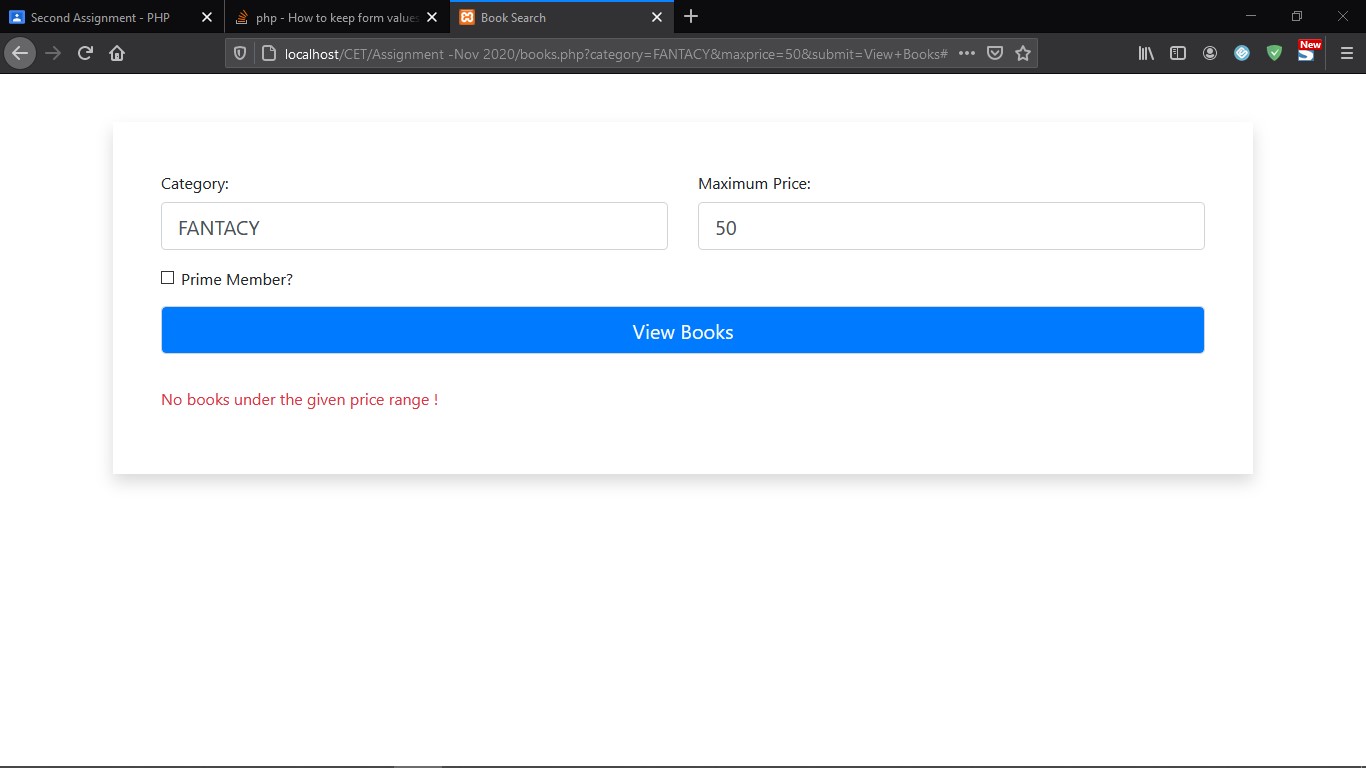 Second Assignment - PHP
php - How to keep form values
Book Search
localhost/CET/Assignment -Nov 2020/books.php?category=FANTACY&maxprice=50&submit=View+Books#
New
Category:
Maximum Price:
FANTACY
50
Prime Member?
View Books
No books under the given price range !